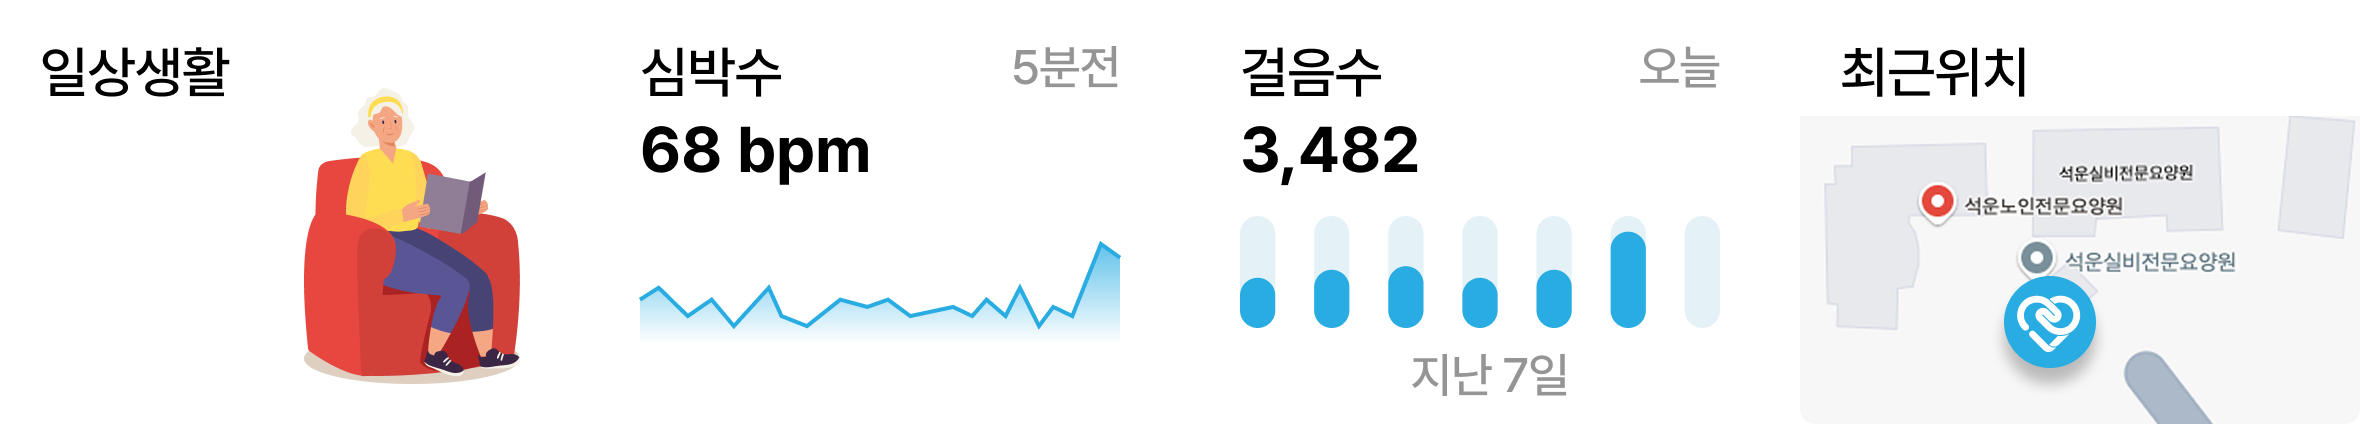 일상생활
심박수
5분전
68 bpm
걸음수
오늘
3,482
지난 7일
최근위치
석운실비전문요양원
석운노인전문요양원
석운실비전문요양원